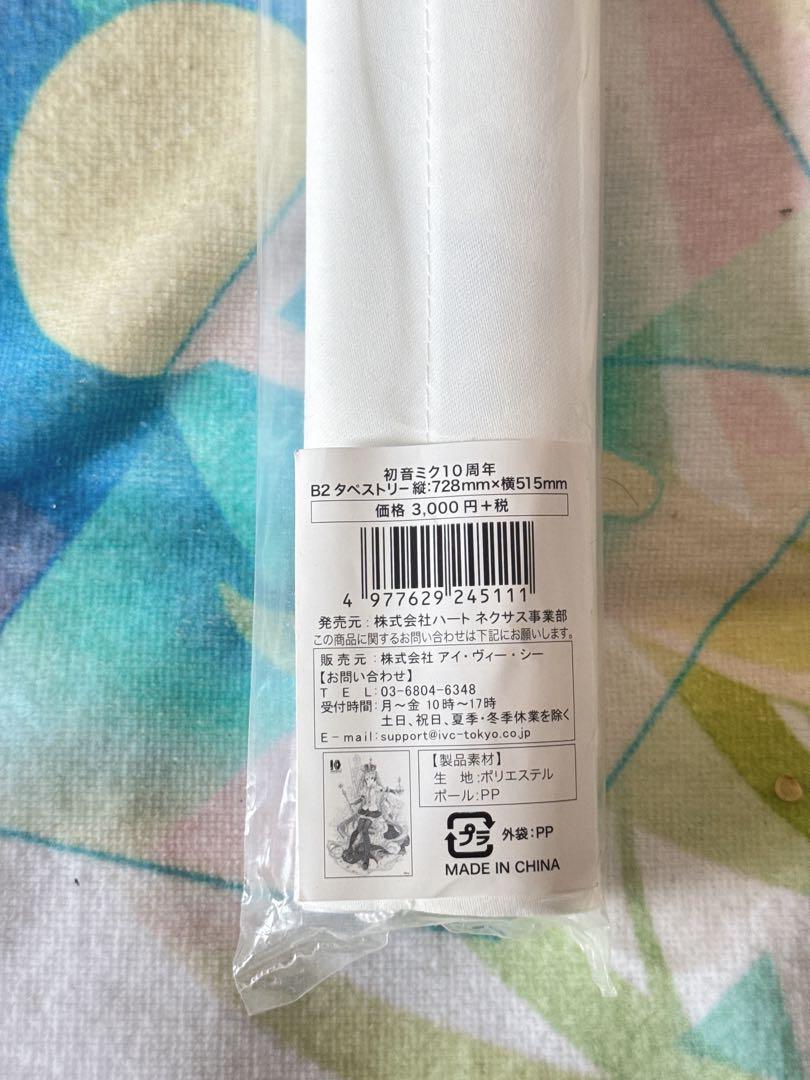 初音ミク10周年
B2 タペストリー 縦:728mm×横515mm
価格 3,000円+税
4 977629 245111
発売元:株式会社ハート ネクサス事業部
この商品に関するお問い合わせは下記にお願いします。
販売元:株式会社 アイ・ヴィー・シー
【お問い合わせ】
TEL:03-6804-6348
受付時間:月～金 10時～17時
土日、祝日、夏季・冬季休業を除く
E-mail:support@ivc-tokyo.co.jp
10
【製品素材】
生 地:ポリエステル
ポール:PP
プラ 外袋:PP
MADE IN CHINA